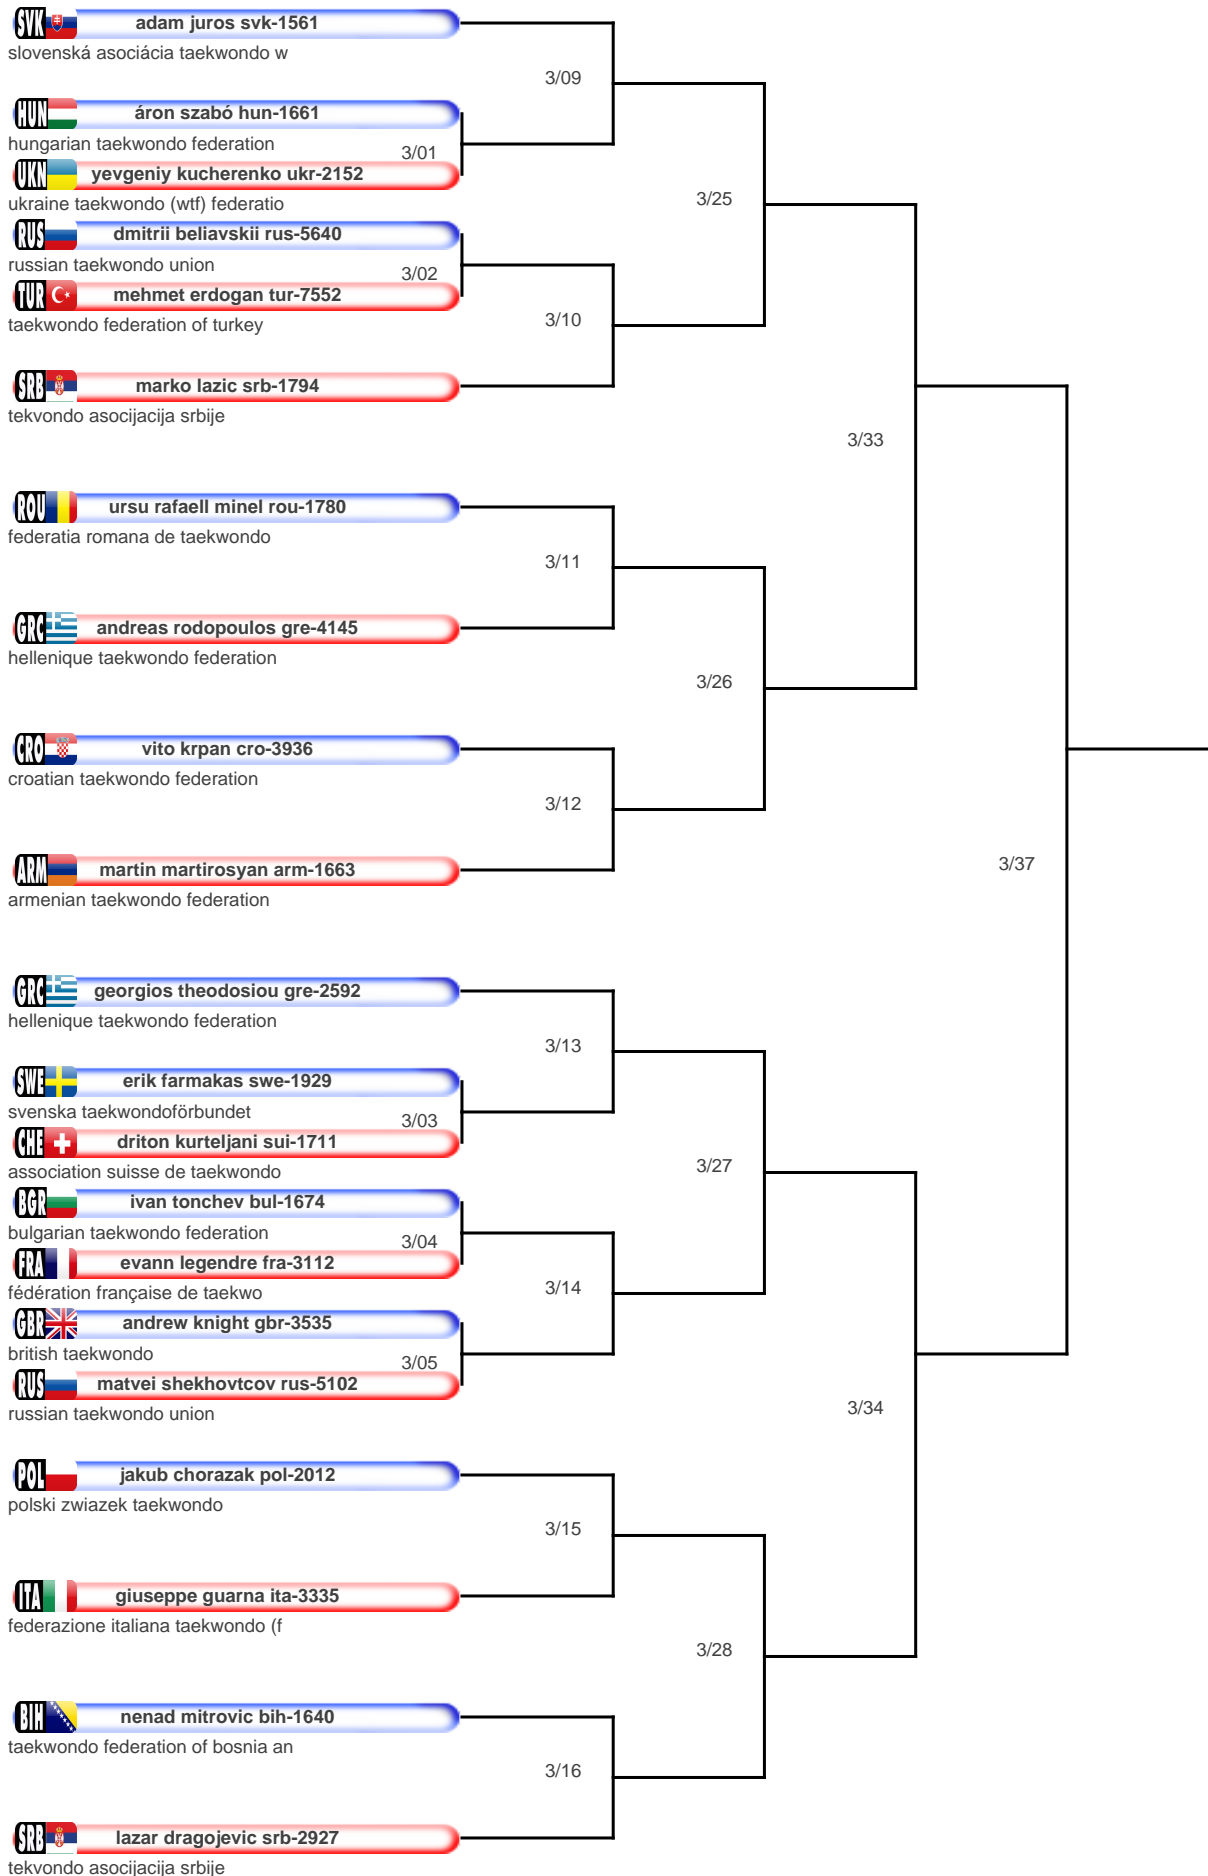 SVK adam juros svk-1561
slovenská asociácia taekwondo w
3/09
HUN áron szabó hun-1661
hungarian taekwondo federation
3/01
UKN yevgeniy kucherenko ukr-2152
ukraine taekwondo (wtf) federatio
3/25
RUS dmitrii beliavskii rus-5640
russian taekwondo union
3/02
TUR mehmet erdogan tur-7552
taekwondo federation of turkey
3/10
SRB marko lazic srb-1794
tekvondo asocijacija srbije
3/33
ROU ursu rafaell minel rou-1780
federatia romana de taekwondo
3/11
GRC andreas rodopoulos gre-4145
hellenique taekwondo federation
3/26
CRO vito krpan cro-3936
croatian taekwondo federation
3/12
ARM martin martirosyan arm-1663
armenian taekwondo federation
3/37
GRC georgios theodosiou gre-2592
hellenique taekwondo federation
3/13
SWE erik farmakas swe-1929
svenska taekwondoförbundet
3/03
CHE driton kurteljani sui-1711
association suisse de taekwondo
3/27
BGR ivan tonchev bul-1674
bulgarian taekwondo federation
3/04
FRA evann legendre fra-3112
fédération française de taekwo
3/14
GBR andrew knight gbr-3535
british taekwondo
3/05
RUS matvei shekhovtcov rus-5102
russian taekwondo union
3/34
POL jakub chorazak pol-2012
polski zwiazek taekwondo
3/15
ITA giuseppe guarna ita-3335
federazione italiana taekwondo (f
3/28
BIH nenad mitrovic bih-1640
taekwondo federation of bosnia an
3/16
SRB lazar dragojevic srb-2927
tekvondo asocijacija srbije